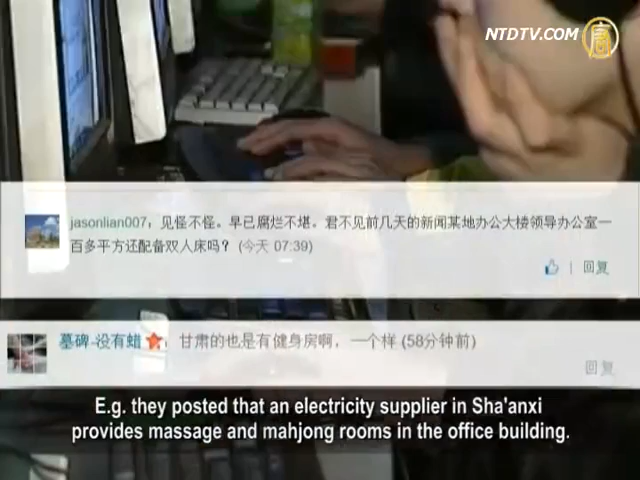 NTDTV.COM
jasonlian007：见怪不怪。早已腐烂不堪。君不见前几天的新闻某地办公大楼领导办公室一
百多平方还配备双人床吗？ (今天 07:39)
| 回复
墓碑-没有蜡 ：甘肃的也是有健身房啊，一个样 (58分钟前)
回复
E.g. they posted that an electricity supplier in Sha'anxi
provides massage and mahjong rooms in the office building.